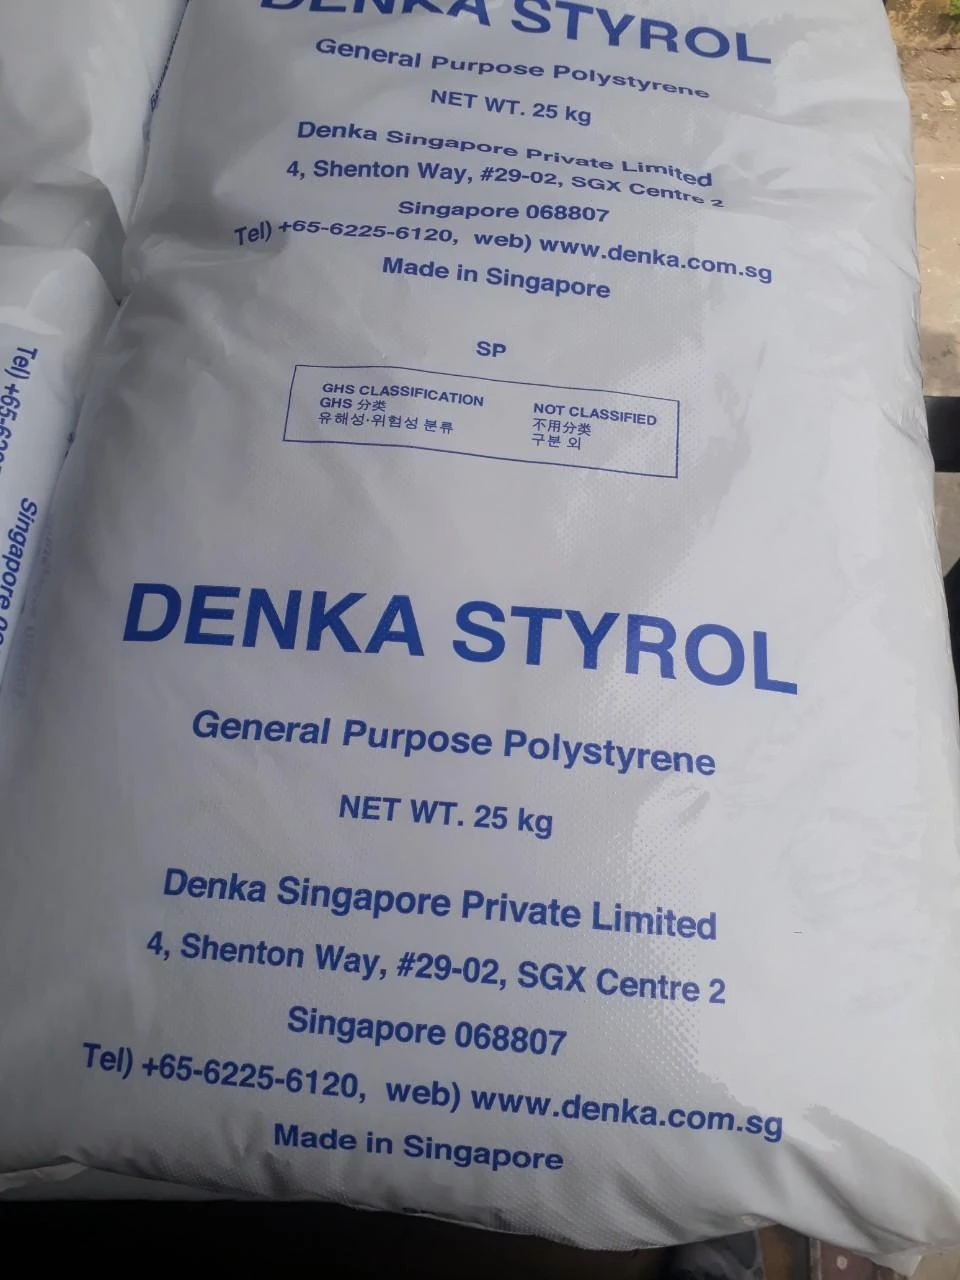 DENKA STYROL
General Purpose Polystyrene
NET WT. 25 kg
Denka Singapore Private Limited
4, Shenton Way, #29-02, SGX Centre 2
Singapore 068807
Tel) +65-6225-6120, web) www.denka.com.sg
Made in Singapore
SP
GHS CLASSIFICATION NOT CLASSIFIED
GHS 分类 不用分类
유해성·위험성 분류 구분 외
DENKA STYROL
General Purpose Polystyrene
NET WT. 25 kg
Denka Singapore Private Limited
4, Shenton Way, #29-02, SGX Centre 2
Singapore 068807
Tel) +65-6225-6120, web) www.denka.com.sg
Made in Singapore
Tel) +65-62
Singapore